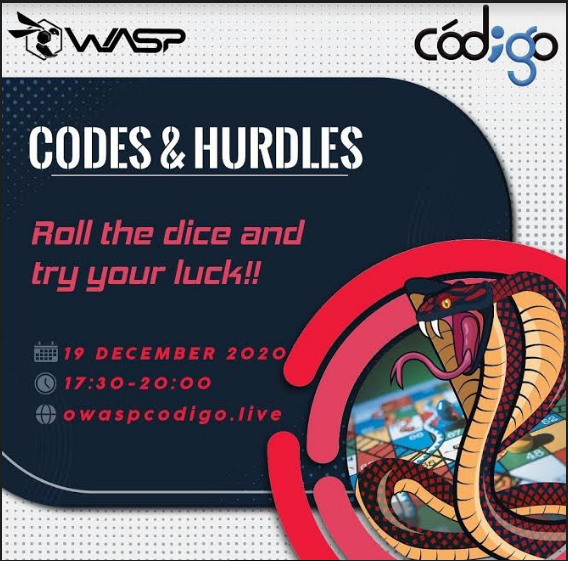 OWASP
código
CODES & HURDLES
Roll the dice and
try your luck!!
19 DECEMBER 2020
17:30-20:00
owaspcodigo.live